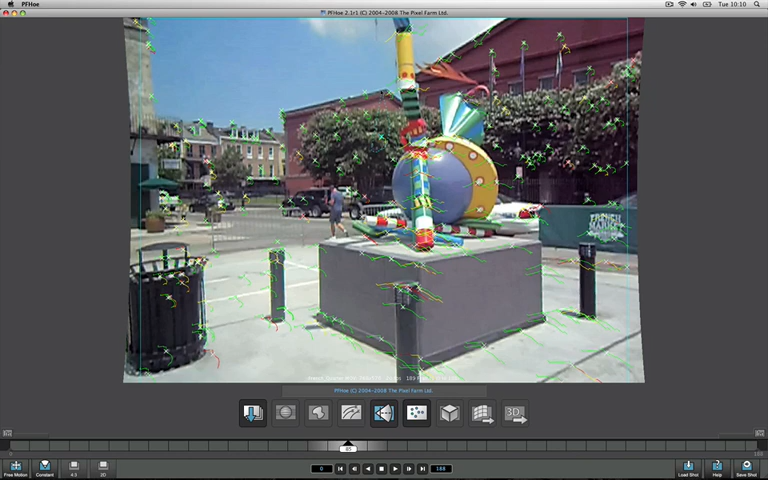 PFHoe
Tue 10:10
PFHoe 2.1r1 (C) 2004–2008 The Pixel Farm Ltd.
FRENCH
MARKET
PFHoe (C) 2004–2008 The Pixel Farm Ltd.
3D
85
0
188
Free Motion
Constant
4:3
2D
Load Shot
Help
Save Shot